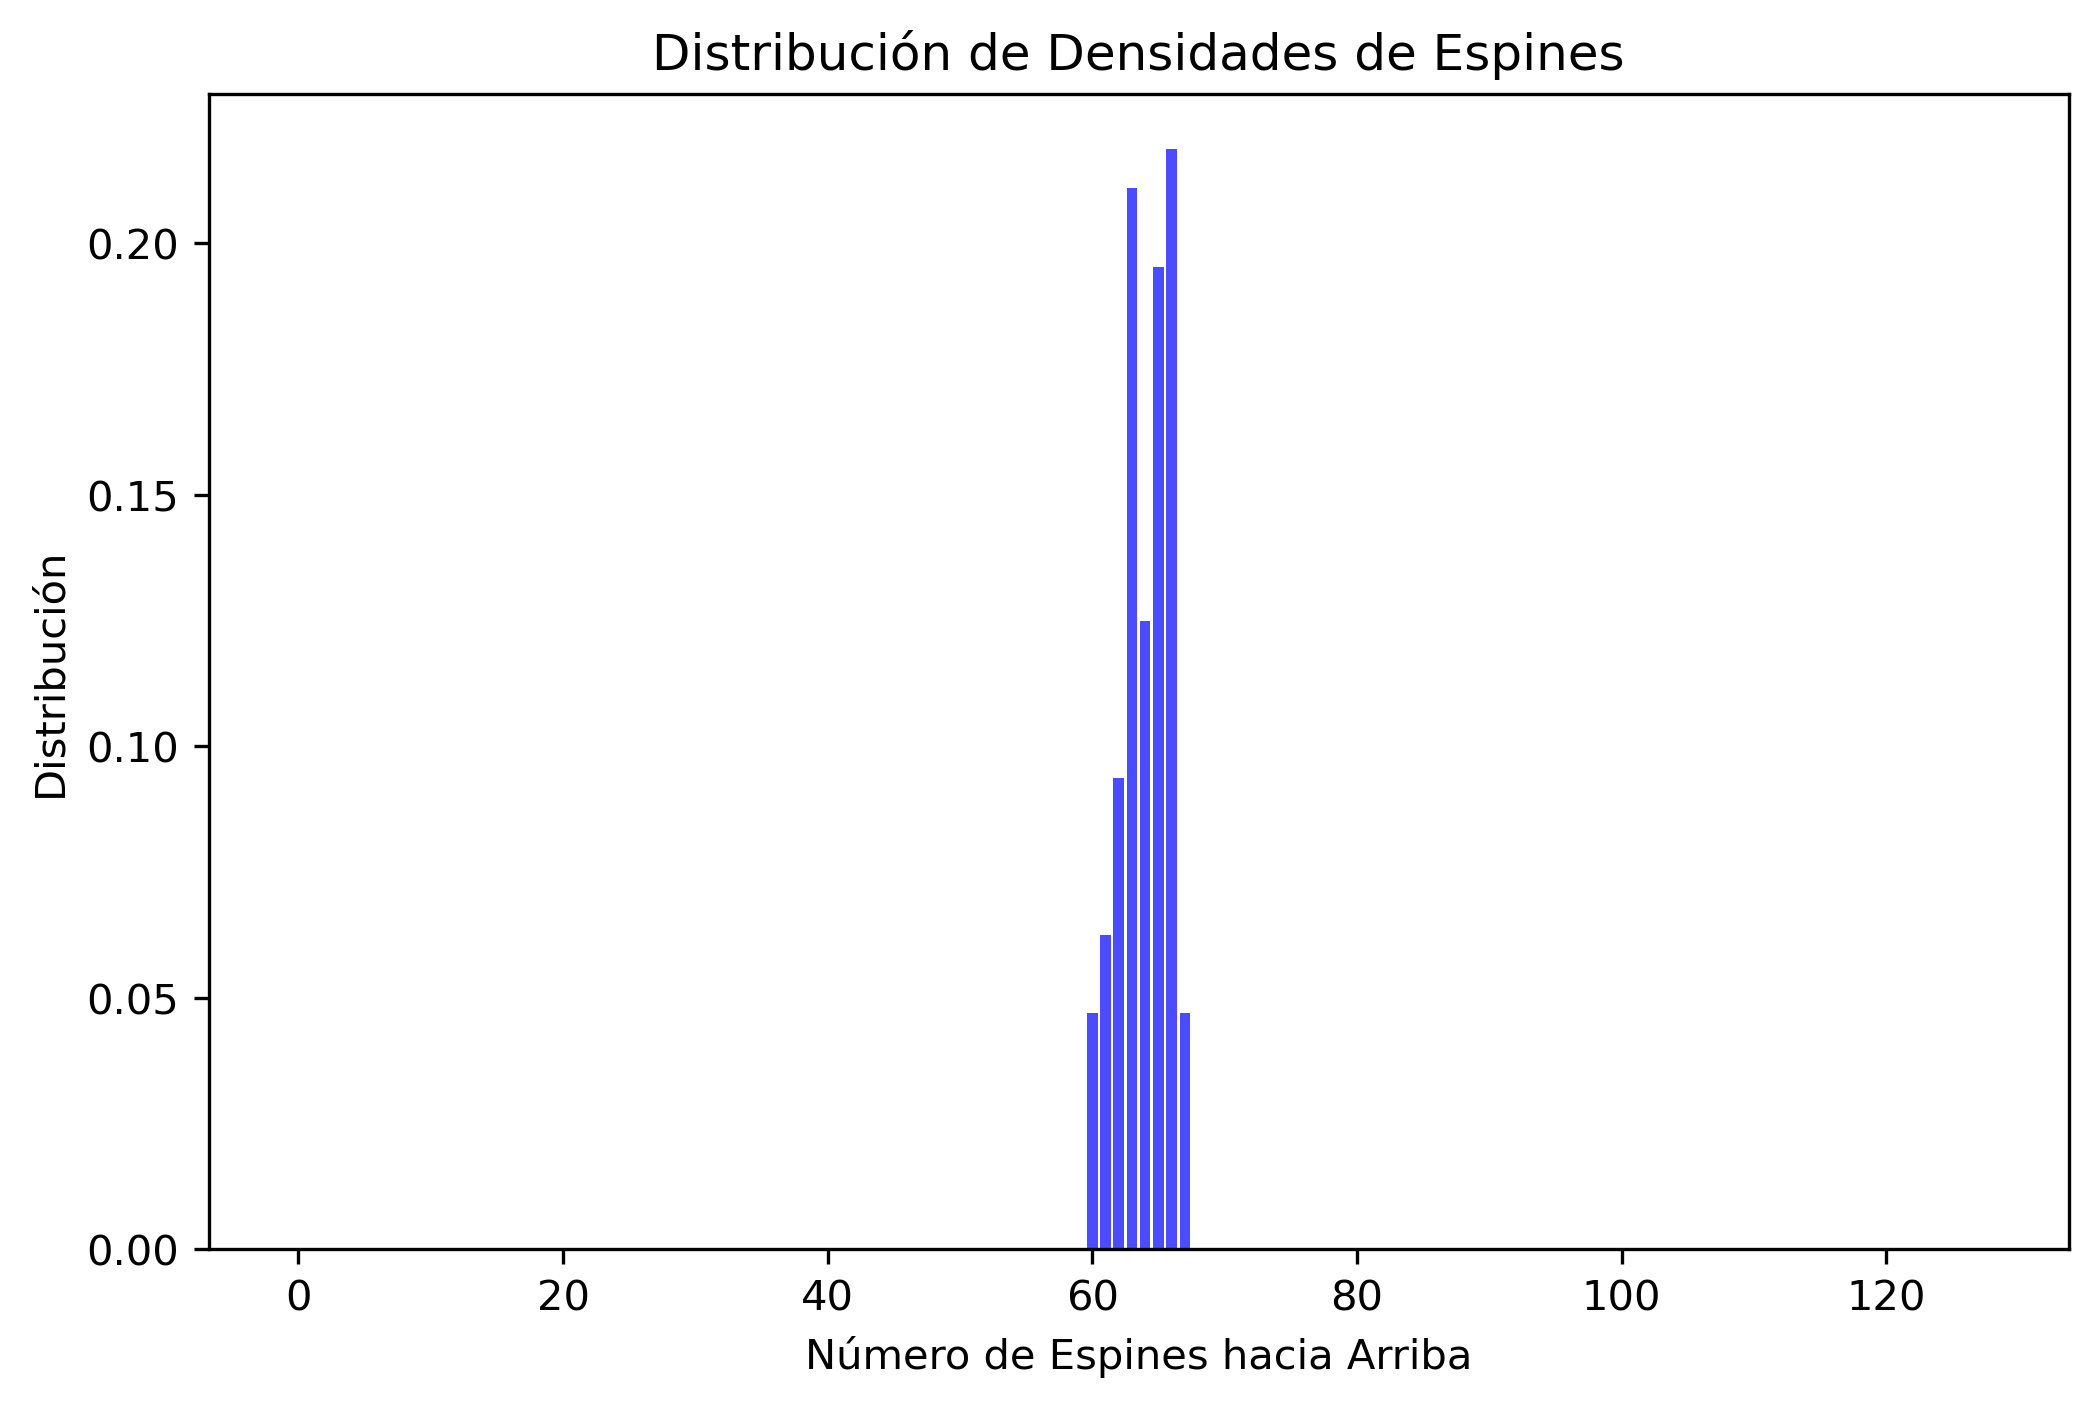 Distribución de Densidades de Espines
Distribución
0.20
0.15
0.10
0.05
0.00
0 20 40 60 80 100 120
Número de Espines hacia Arriba